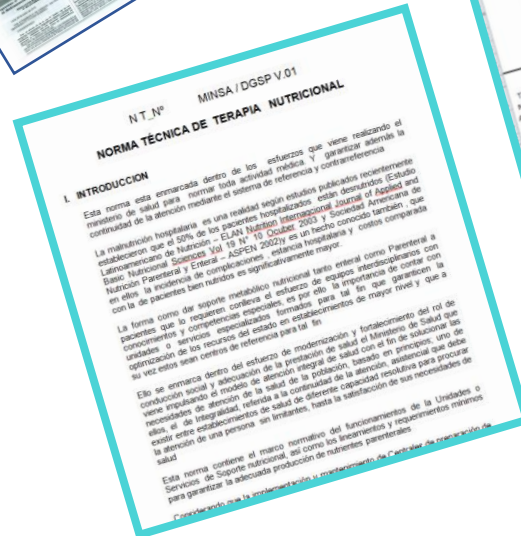 N T_N° MINSA / DGSP V.01
NORMA TÉCNICA DE TERAPIA NUTRICIONAL
I. INTRODUCCION
Esta norma esta enmarcada dentro de los esfuerzos que viene realizando el
ministerio de salud para normar toda actividad médica. Y garantizar además la
continuidad de la atención mediante el sistema de referencia y contrarreferencia
La malnutrición hospitalaria es una realidad según estudios publicados recientemente
establecieron que el 50% de los pacientes hospitalizados están desnutridos (Estudio
Latinoamericano de Nutrición – ELAN Nutrition Internaqcional Journal of Applied and
Basic Nutricional Sciences Vol 19 N° 10 Ocuber 2003 y Sociedad Americana de
Nutrición Parenteral y Enteral – ASPEN 2002)y es un hecho conocido también , que
en ellos la incidencia de complicaciones , estancia hospitalaria y costos comparada
con la de pacientes bien nutridos es significativamente mayor.
La forma como dar soporte metabólico nutricional tanto enteral como Parenteral a
pacientes que lo requieren conlleva el esfuerzo de equipos interdisciplinarios con
conocimientos y competencias especiales, es por ello la importancia de contar con
unidades o servicios especializados formados para tal fin que garanticen la
optimización de los recursos del estado en establecimientos de mayor nivel y que a
su vez estos sean centros de referencia para tal fin
Ello se enmarca dentro del esfuerzo de modernización y fortalecimiento del rol de
conducción social y adecuación de la prestación de salud el Ministerio de Salud que
viene impulsando el modelo de atención integral de salud con el fin de solucionar las
necesidades de atención de la salud de la población, basado en principios; uno de
ellos, el de Integralidad, referida a la continuidad de la atención, asistencial que debe
existir entre establecimientos de salud de diferente capacidad resolutiva para procurar
la atención de una persona sin limitantes, hasta la satisfacción de sus necesidades de
salud
Esta norma contiene el marco normativo del funcionamientos de la Unidades o
Servicios de Soporte nutricional, así como los lineamientos y requerimientos mínimos
para garantizar la adecuada producción de nutrientes parenterales
Considerando que la implementación y mantenimiento de Centrales de preparación de